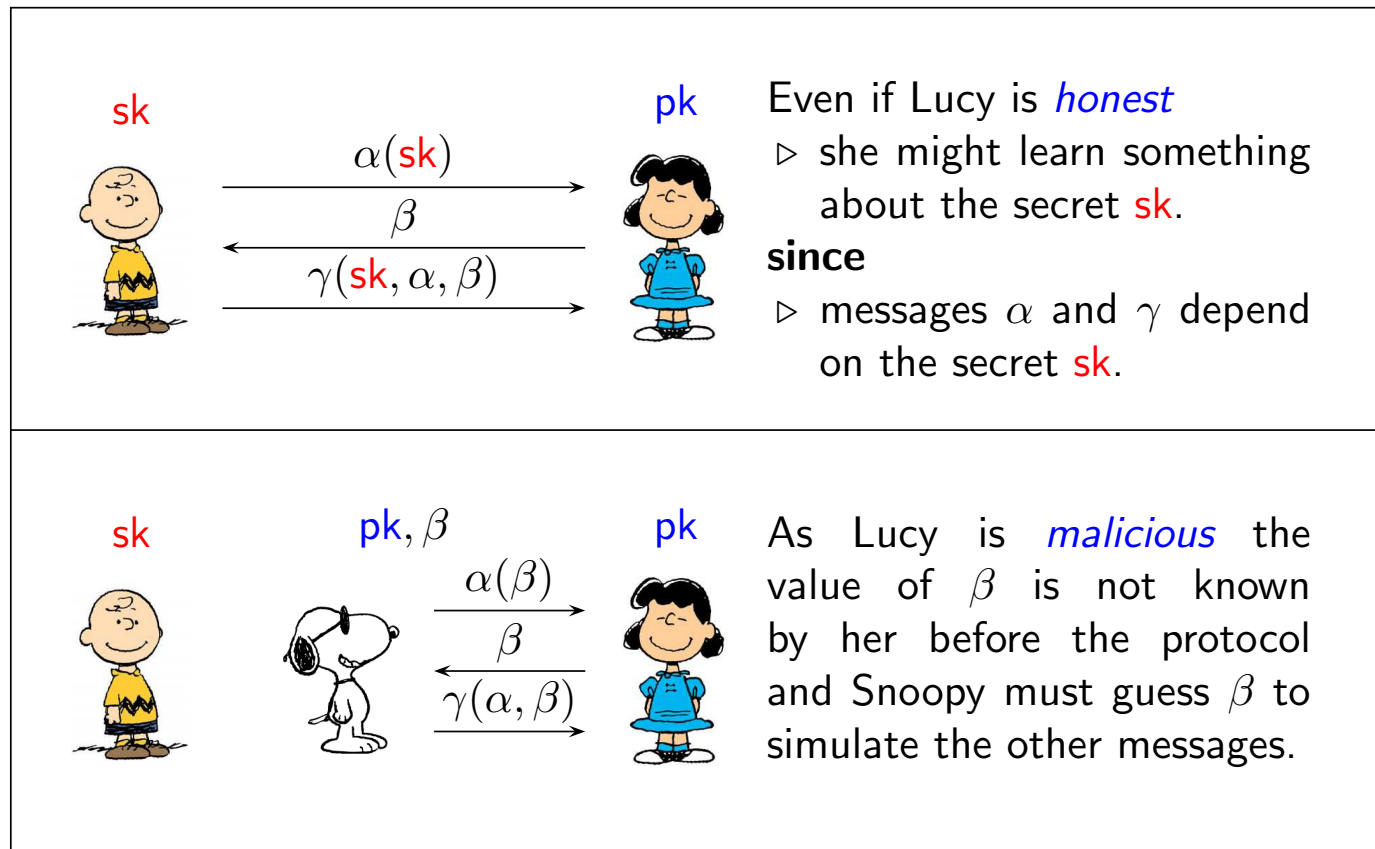 sk
pk
α(sk)
β
γ(sk, α, β)
Even if Lucy is honest
▷ she might learn something
about the secret sk.
since
▷ messages α and γ depend
on the secret sk.
sk
pk, β
pk
α(β)
β
γ(α, β)
As Lucy is malicious the
value of β is not known
by her before the protocol
and Snoopy must guess β to
simulate the other messages.